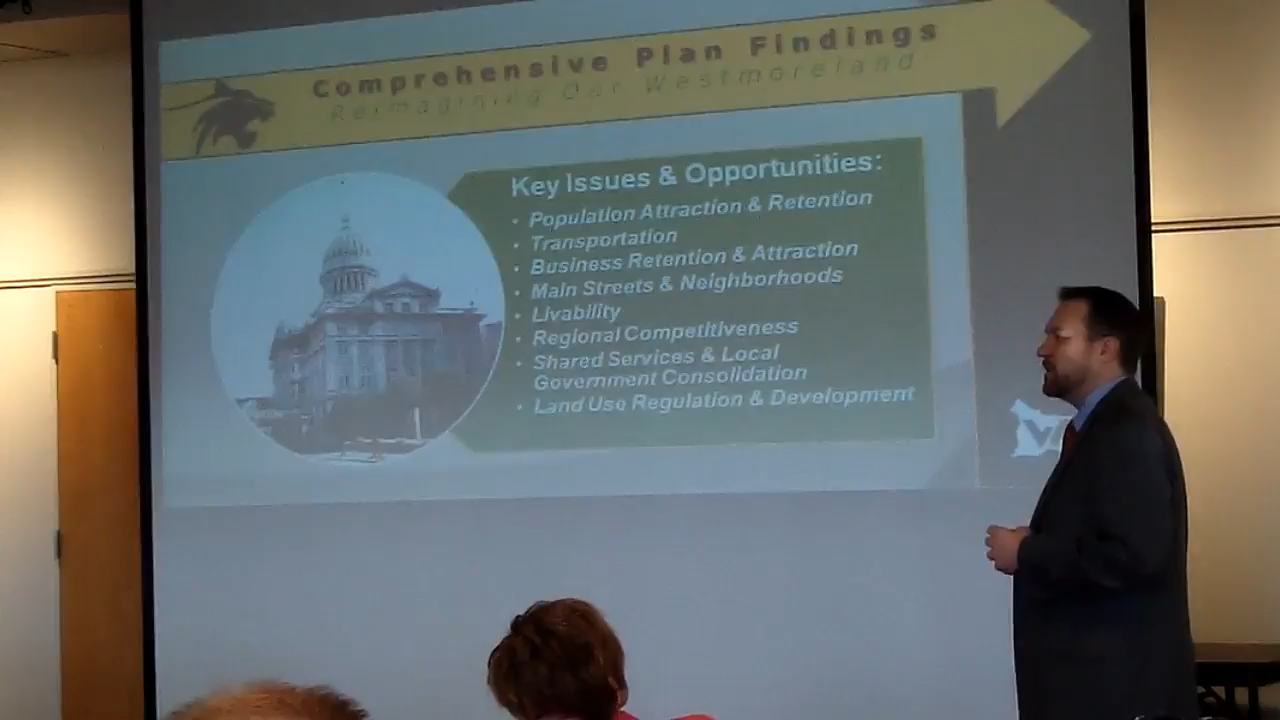 Comprehensive Plan Findings
Reimagining Our Westmoreland
Key Issues & Opportunities:
• Population Attraction & Retention
• Transportation
• Business Retention & Attraction
• Main Streets & Neighborhoods
• Livability
• Regional Competitiveness
• Shared Services & Local
Government Consolidation
• Land Use Regulation & Development